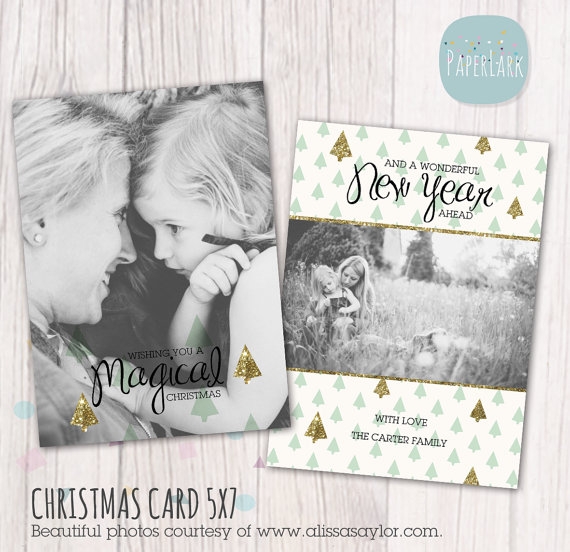 PAPERLARK
AND A WONDERFUL
New Year
AHEAD
WISHING YOU A
Magical
CHRISTMAS
WITH LOVE
THE CARTER FAMILY
CHRISTMAS CARD 5X7
Beautiful photos courtesy of www.alissasaylor.com.